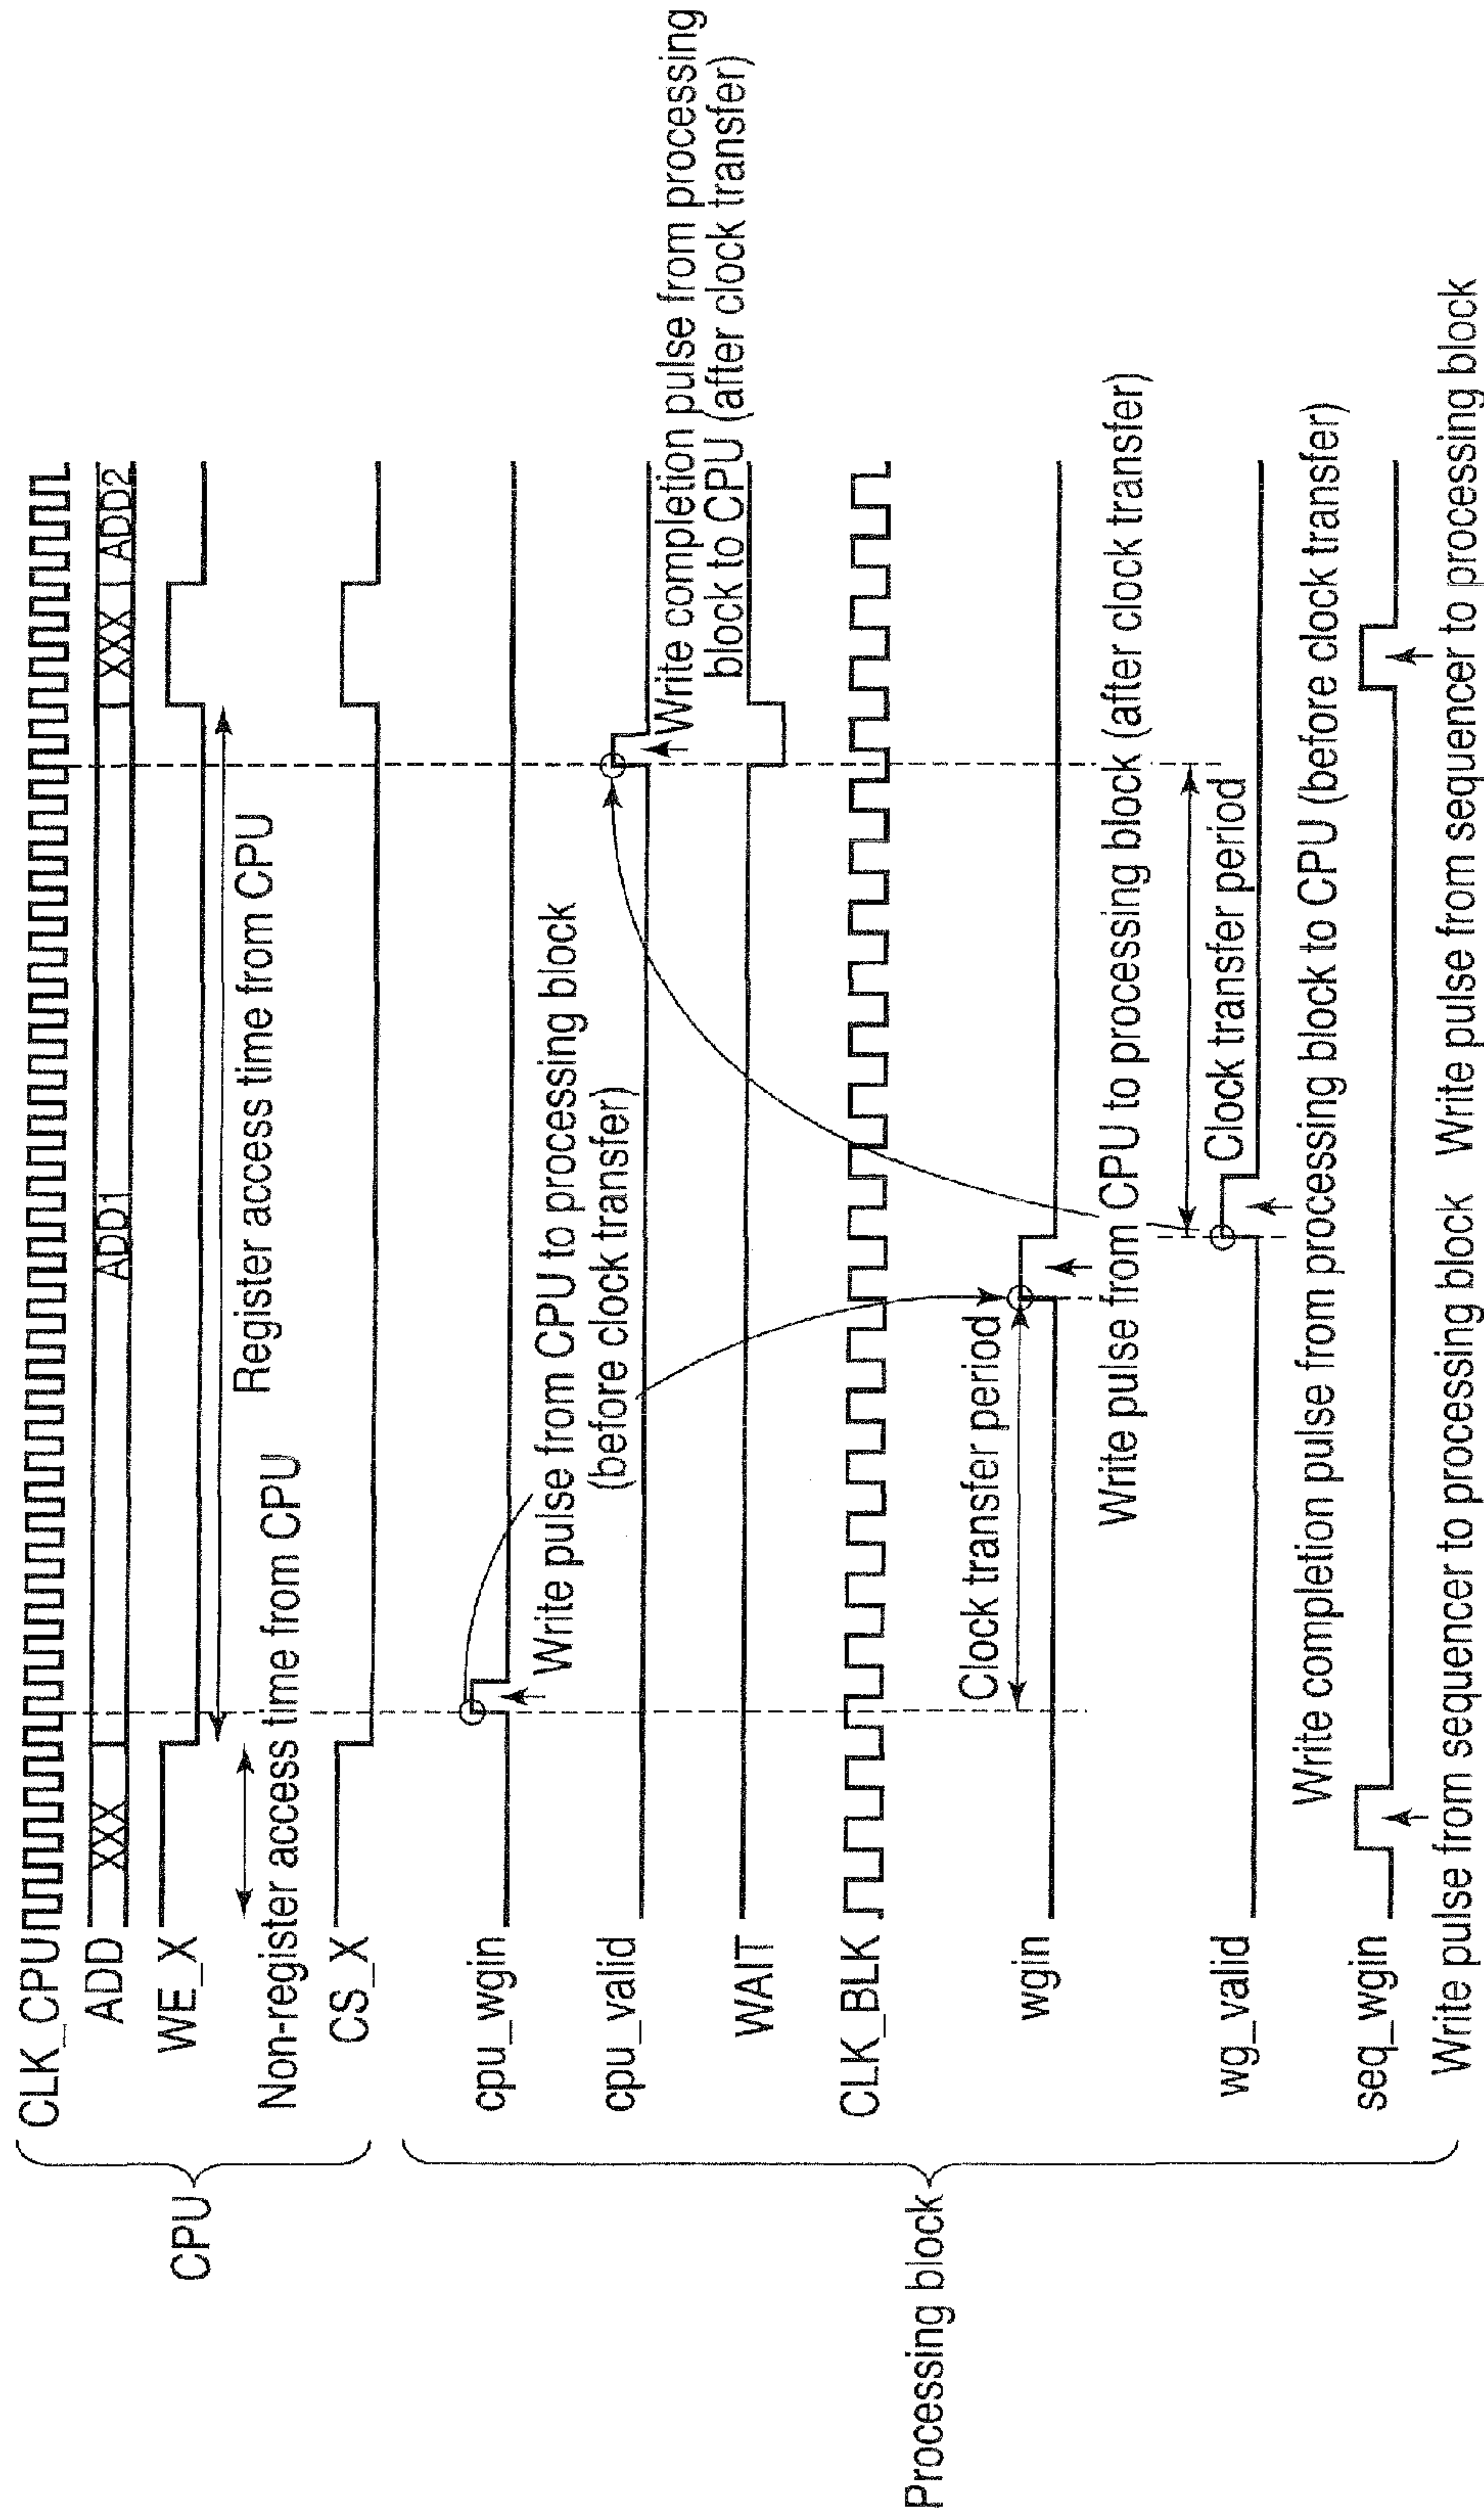 CPU
CLK_CPU
ADD
XXX
ADD1
XXX
ADD2
WE_X
Register access time from CPU
Non-register access time from CPU
CS_X
Processing block
cpu_wgin
Write pulse from CPU to processing block
(before clock transfer)
cpu_valid
Write completion pulse from processing
block to CPU (after clock transfer)
WAIT
CLK_BLK
Clock transfer period
wgin
Write pulse from CPU to processing block (after clock transfer)
Clock transfer period
wg_valid
Write completion pulse from processing block to CPU (before clock transfer)
seq_wgin
Write pulse from sequencer to processing block
Write pulse from sequencer to processing block